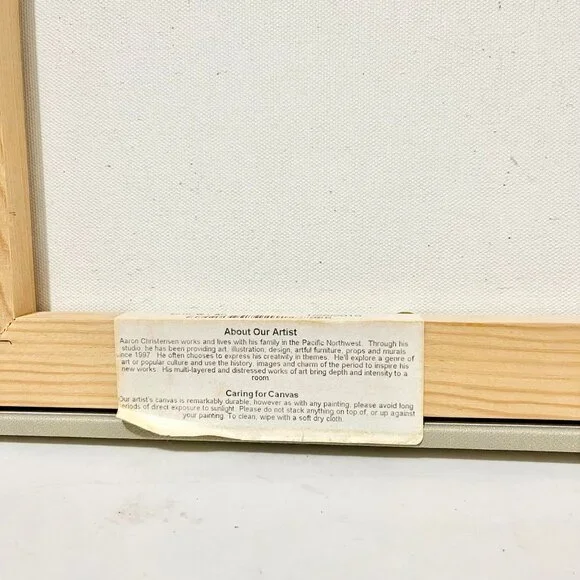 About Our Artist
Aaron Christensen works and lives with his family in the Pacific Northwest. Through his
studio, he has been providing art, illustration, design, artful furniture, props and murals
nce 1997. He often chooses to express his creativity in themes. He'll explore a genre of
art or popular culture and use the history, images and charm of the period to inspire his
new works. His multi-layered and distressed works of art bring depth and intensity to a
room.
Caring for Canvas
Our artist's canvas is remarkably durable, however as with any painting, please avoid long
eriods of direct exposure to sunlight. Please do not stack anything on top of, or up against
your painting. To clean, wipe with a soft dry cloth.